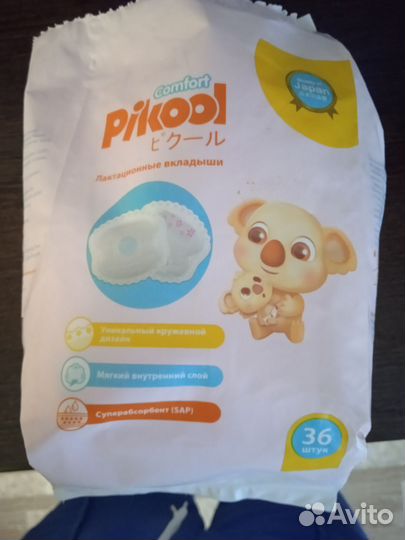 Japan
comfort
Pikool
ピクール
Лактационные вкладыши
Уникальный кружевной
дизайн
Мягкий внутренний слой
Суперабсорбент (SAP)
36
штук
Avito